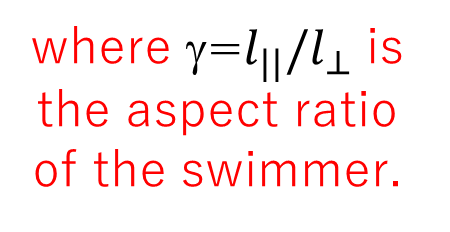 where γ=l||/l⊥ is
the aspect ratio
of the swimmer.